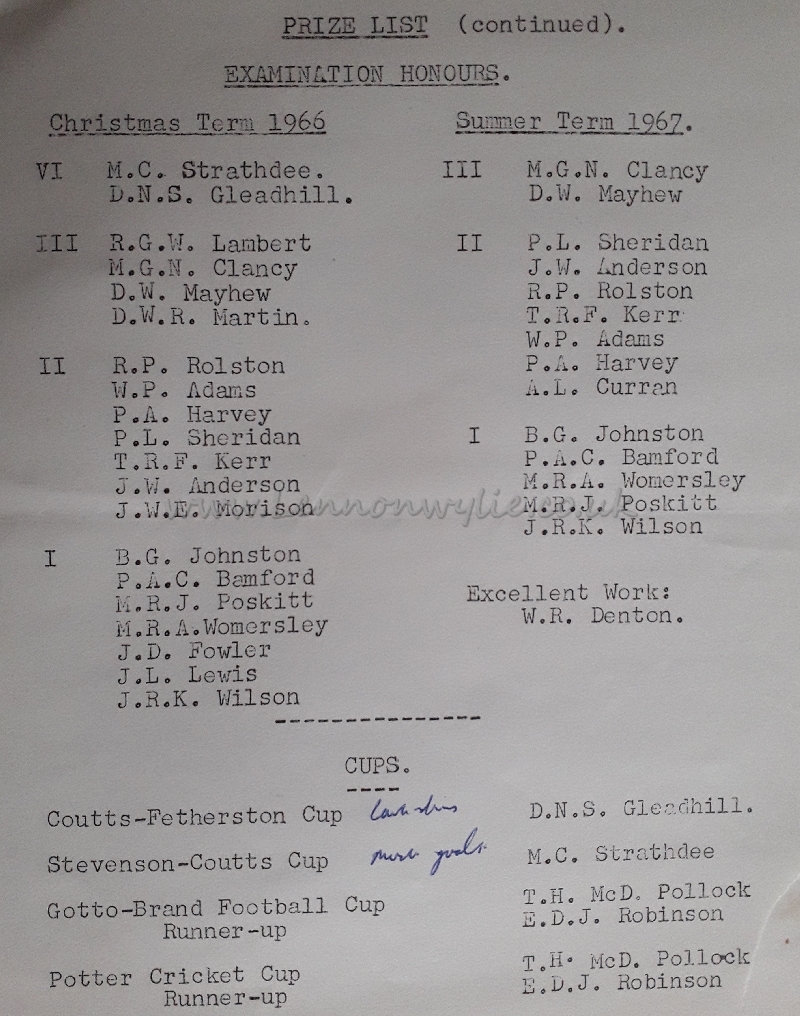 PRIZE LIST (continued).
EXAMINATION HONOURS.
Christmas Term 1966
VI M.C. Strathdee.
D.N.S. Gleadhill.
III R.G.W. Lambert
M.G.N. Clancy
D.W. Mayhew
D.W.R. Martin.
II R.P. Rolston
W.P. Adams
P.A. Harvey
P.L. Sheridan
T.R.F. Kerr
J.W. Anderson
J.W.E. Morison
I B.G. Johnston
P.A.C. Bamford
M.R.J. Poskitt
M.R.A.Womersley
J.D. Fowler
J.L. Lewis
J.R.K. Wilson
Summer Term 1967.
III M.G.N. Clancy
D.W. Mayhew
II P.L. Sheridan
J.W. Anderson
R.P. Rolston
T.R.F. Kerr
W.P. Adams
P.A. Harvey
A.L. Curran
I B.G. Johnston
P.A.C. Bamford
M.R.A. Womersley
M.R.J. Poskitt
J.R.K. Wilson
Excellent Work:
W.R. Denton.
www.lennonwylie.co.uk
CUPS.
Coutts-Fetherston Cup D.N.S. Gleadhill.
Stevenson-Coutts Cup goals. M.C. Strathdee
Gotto-Brand Football Cup T.H. McD. Pollock
Runner-up E.D.J. Robinson
Potter Cricket Cup T.H. McD. Pollock
Runner-up E.D.J. Robinson